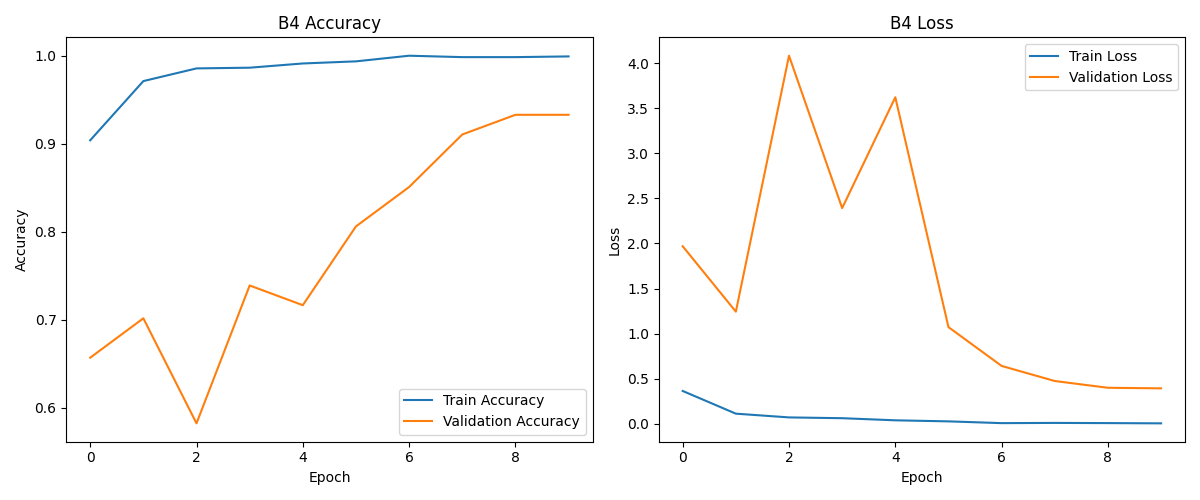 B4 Accuracy
1.0
0.9
0.8
0.7
0.6
Accuracy
0 2 4 6 8
Epoch
Train Accuracy
Validation Accuracy
B4 Loss
4.0
3.5
3.0
2.5
2.0
1.5
1.0
0.5
0.0
Loss
0 2 4 6 8
Epoch
Train Loss
Validation Loss